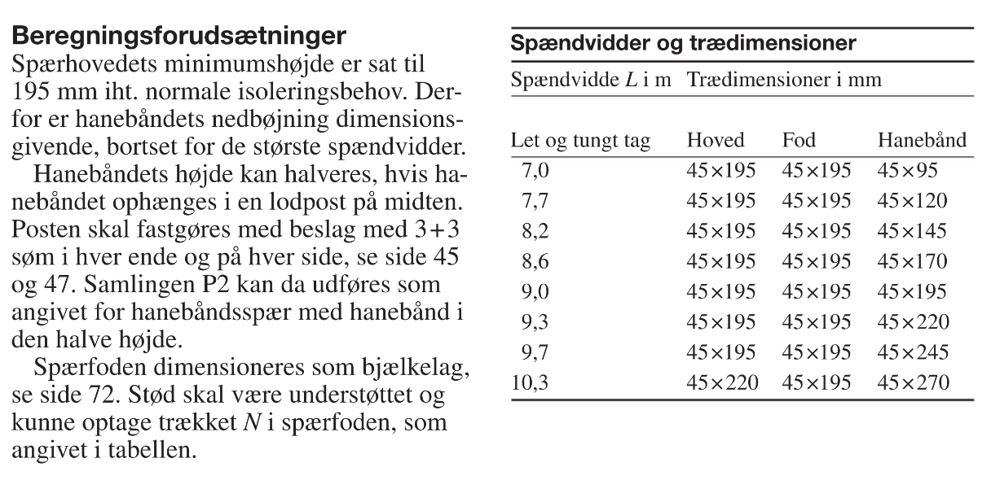 Beregningsforudsætninger
Spærhovedets minimumshøjde er sat til
195 mm iht. normale isoleringsbehov. Der-
for er hanebåndets nedbøjning dimensions-
givende, bortset for de største spændvidder.
Hanebåndets højde kan halveres, hvis ha-
nebåndet ophænges i en lodpost på midten.
Posten skal fastgøres med beslag med 3+3
søm i hver ende og på hver side, se side 45
og 47. Samlingen P2 kan da udføres som
angivet for hanebåndsspær med hanebånd i
den halve højde.
Spærfoden dimensioneres som bjælkelag,
se side 72. Stød skal være understøttet og
kunne optage trækket N i spærfoden, som
angivet i tabellen.
Spændvidder og trædimensioner
Spændvidde L i m Trædimensioner i mm
Let og tungt tag Hoved Fod Hanebånd
7,0 45×195 45×195 45×95
7,7 45×195 45×195 45×120
8,2 45×195 45×195 45×145
8,6 45×195 45×195 45×170
9,0 45×195 45×195 45×195
9,3 45×195 45×195 45×220
9,7 45×195 45×195 45×245
10,3 45×220 45×195 45×270